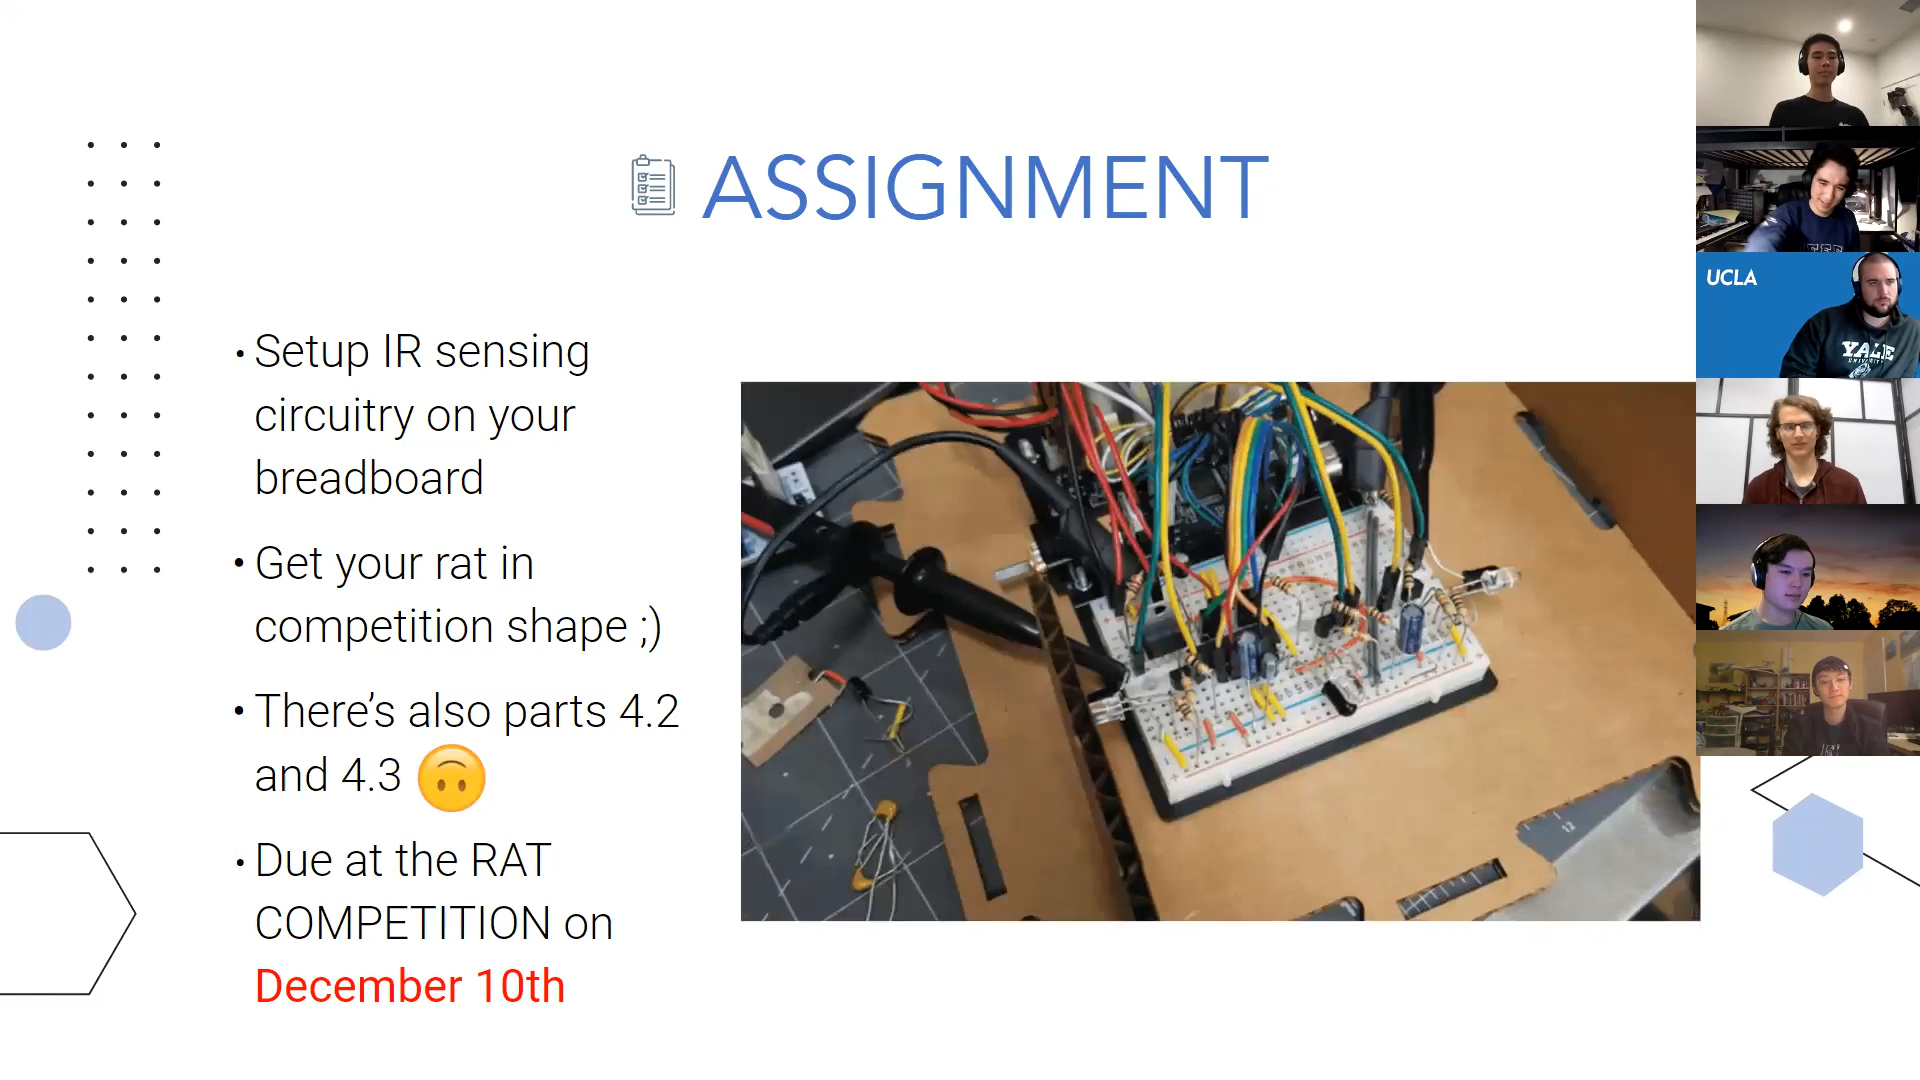 ASSIGNMENT
• Setup IR sensing
circuitry on your
breadboard
• Get your rat in
competition shape ;)
• There’s also parts 4.2
and 4.3 🙃
• Due at the RAT
COMPETITION on
December 10th
UCLA
YALE
UNIVERSITY